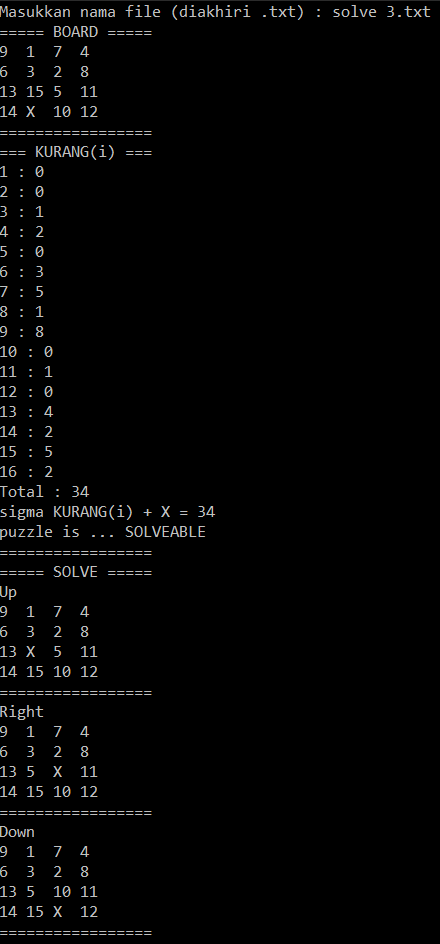 Masukkan nama file (diakhiri .txt) : solve 3.txt
===== BOARD =====
9  1  7  4
6  3  2  8
13 15 5  11
14 X  10 12
=================
=== KURANG(i) ===
1 : 0
2 : 0
3 : 1
4 : 2
5 : 0
6 : 3
7 : 5
8 : 1
9 : 8
10 : 0
11 : 1
12 : 0
13 : 4
14 : 2
15 : 5
16 : 2
Total : 34
sigma KURANG(i) + X = 34
puzzle is ... SOLVEABLE
=================
===== SOLVE =====
Up
9  1  7  4
6  3  2  8
13 X  5  11
14 15 10 12
=================
Right
9  1  7  4
6  3  2  8
13 5  X  11
14 15 10 12
=================
Down
9  1  7  4
6  3  2  8
13 5  10 11
14 15 X  12
=================